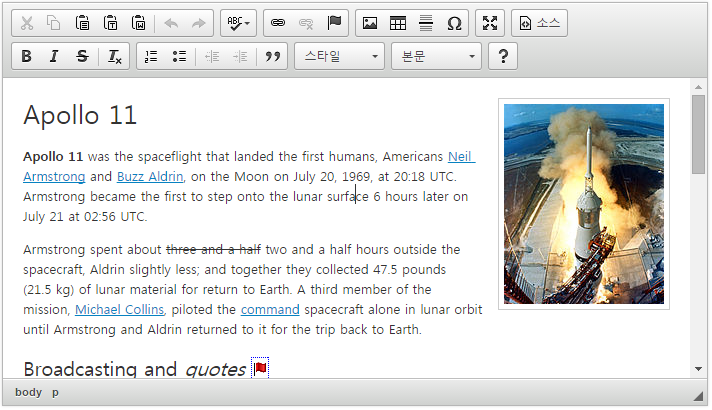 ABC
Ω
소스
B I S Tx
스타일
본문
?
Apollo 11
Apollo 11 was the spaceflight that landed the first humans, Americans Neil
Armstrong and Buzz Aldrin, on the Moon on July 20, 1969, at 20:18 UTC.
Armstrong became the first to step onto the lunar surface 6 hours later on
July 21 at 02:56 UTC.
Armstrong spent about three and a half two and a half hours outside the
spacecraft, Aldrin slightly less; and together they collected 47.5 pounds
(21.5 kg) of lunar material for return to Earth. A third member of the
mission, Michael Collins, piloted the command spacecraft alone in lunar orbit
until Armstrong and Aldrin returned to it for the trip back to Earth.
Broadcasting and quotes
body p